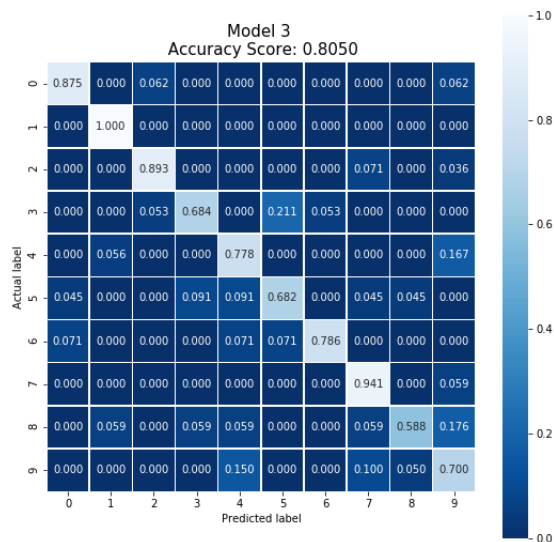 Model 3
Accuracy Score: 0.8050
1.0
0 0.875 0.000 0.062 0.000 0.000 0.000 0.000 0.000 0.000 0.062
1 0.000 1.000 0.000 0.000 0.000 0.000 0.000 0.000 0.000 0.000
0.8
2 0.000 0.000 0.893 0.000 0.000 0.000 0.000 0.071 0.000 0.036
3 0.000 0.000 0.053 0.684 0.000 0.211 0.053 0.000 0.000 0.000
0.6
Actual label
4 0.000 0.056 0.000 0.000 0.778 0.000 0.000 0.000 0.000 0.167
5 0.045 0.000 0.000 0.091 0.091 0.682 0.000 0.045 0.045 0.000
0.4
6 0.071 0.000 0.000 0.000 0.071 0.071 0.786 0.000 0.000 0.000
7 0.000 0.000 0.000 0.000 0.000 0.000 0.000 0.941 0.000 0.059
0.2
8 0.000 0.059 0.000 0.059 0.059 0.000 0.000 0.059 0.588 0.176
9 0.000 0.000 0.000 0.000 0.150 0.000 0.000 0.100 0.050 0.700
0 1 2 3 4 5 6 7 8 9
Predicted label
0.0